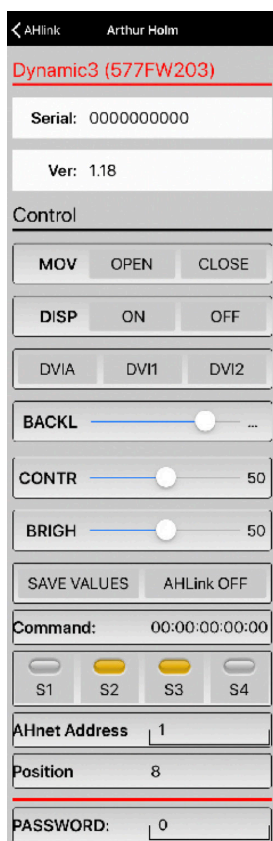 AHlink Arthur Holm
Dynamic3 (577FW203)
Serial: 0000000000
Ver: 1.18
Control
MOV OPEN CLOSE
DISP ON OFF
DVIA DVI1 DVI2
BACKL ...
CONTR 50
BRIGH 50
SAVE VALUES AHLink OFF
Command: 00:00:00:00:00
S1 S2 S3 S4
AHnet Address 1
Position 8
PASSWORD: 0